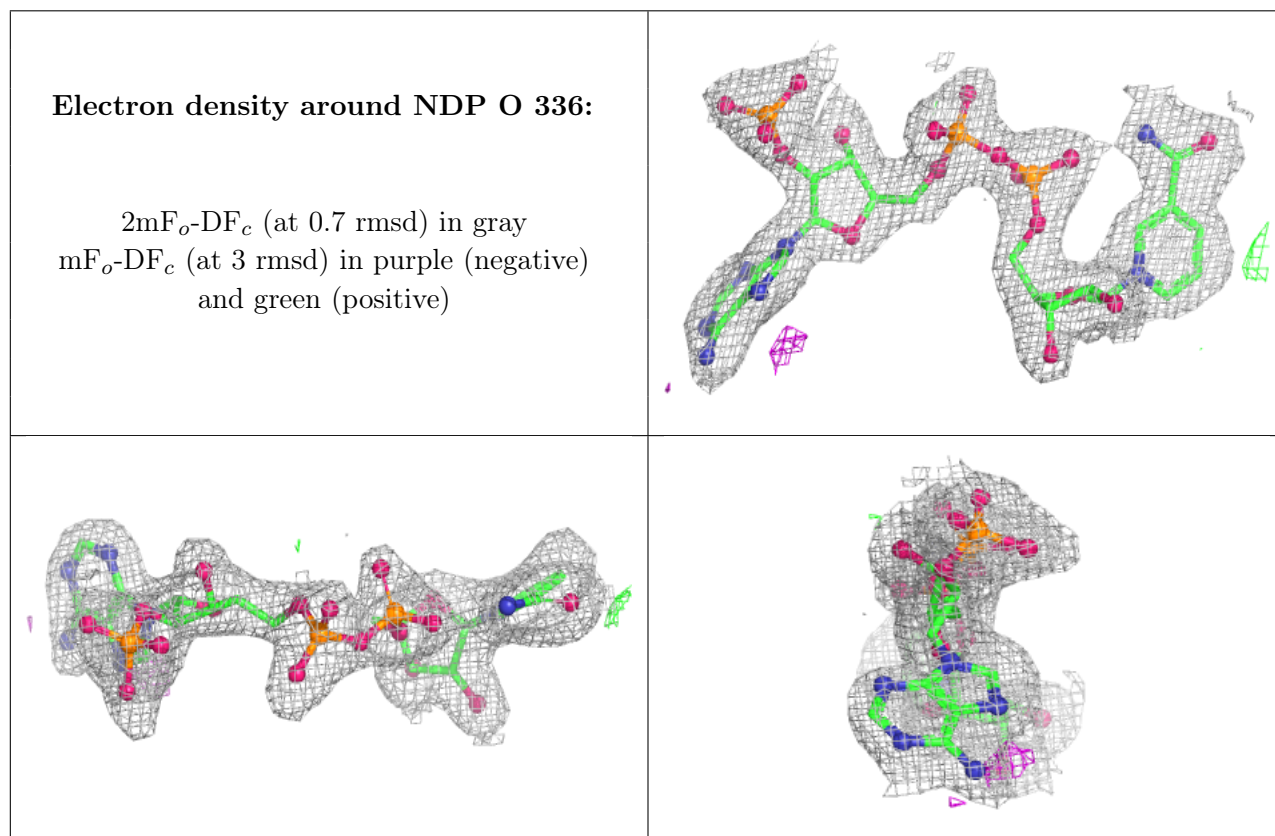 Electron density around NDP O 336:
2mFo-DFc (at 0.7 rmsd) in gray
mFo-DFc (at 3 rmsd) in purple (negative)
and green (positive)